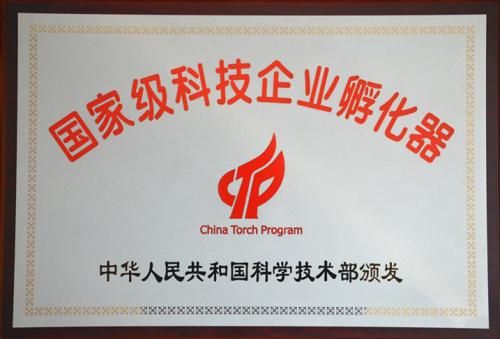 国家级科技企业孵化器
CTP
China Torch Program
中华人民共和国科学技术部颁发